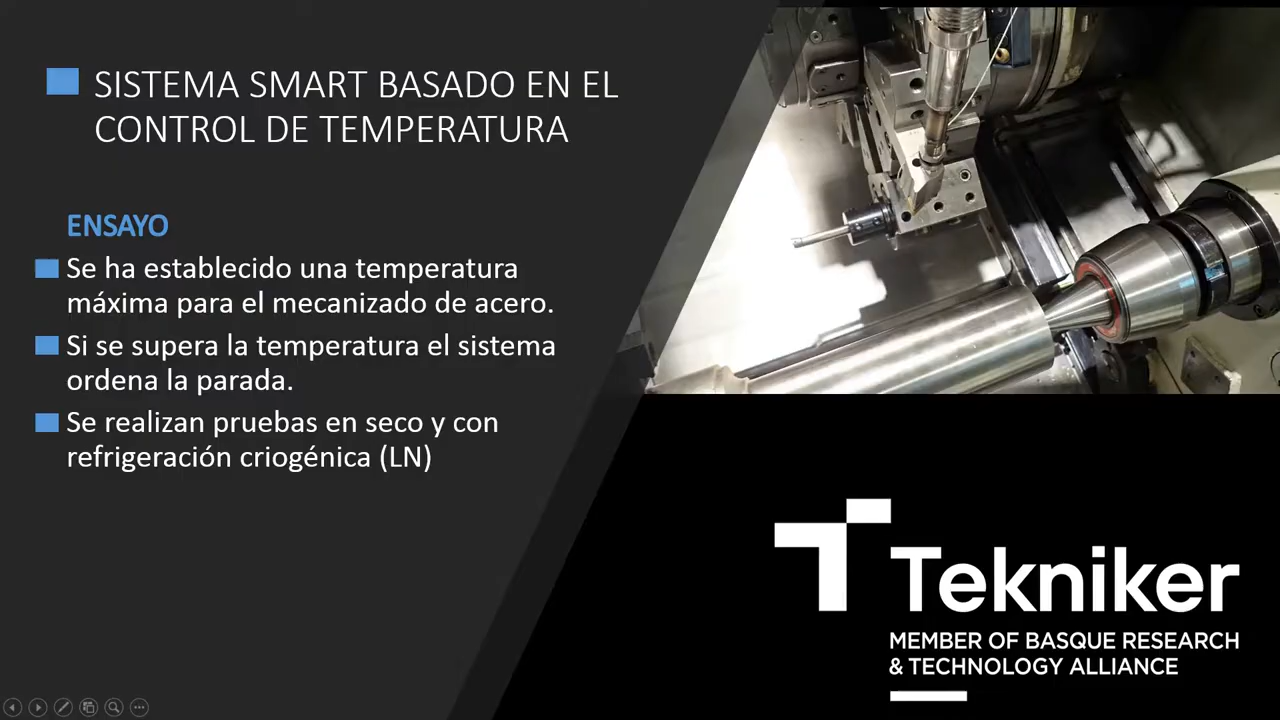 SISTEMA SMART BASADO EN EL
CONTROL DE TEMPERATURA
ENSAYO
Se ha establecido una temperatura
máxima para el mecanizado de acero.
Si se supera la temperatura el sistema
ordena la parada.
Se realizan pruebas en seco y con
refrigeración criogénica (LN)
Tekniker
MEMBER OF BASQUE RESEARCH
& TECHNOLOGY ALLIANCE